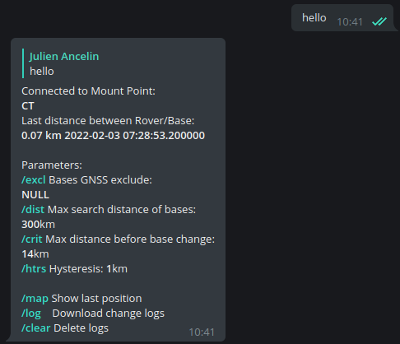 hello 10:41
Julien Ancelin
hello
Connected to Mount Point:
CT
Last distance between Rover/Base:
0.07 km 2022-02-03 07:28:53.200000
Parameters:
/excl Bases GNSS exclude:
NULL
/dist Max search distance of bases:
300km
/crit Max distance before base change:
14km
/htrs Hysteresis: 1km
/map Show last position
/log Download change logs
/clear Delete logs
10:41